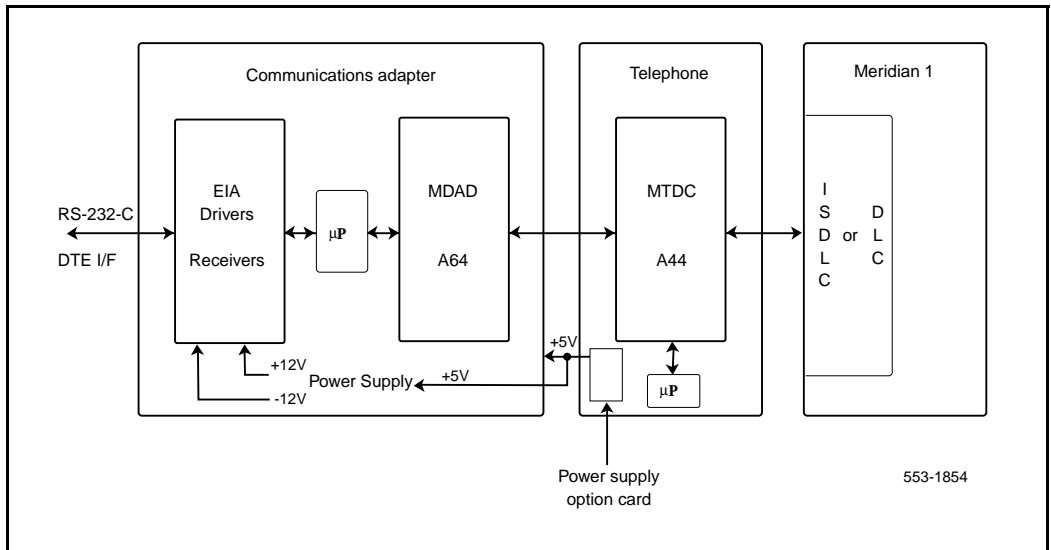 Communications adapter
Telephone
Meridian 1
RS-232-C
DTE I/F
EIA
Drivers
Receivers
μP
MDAD
A64
MTDC
A44
I
S
D
L
C
or
D
L
C
+5V
+12V
Power Supply
+5V
-12V
μP
Power supply
option card
553-1854